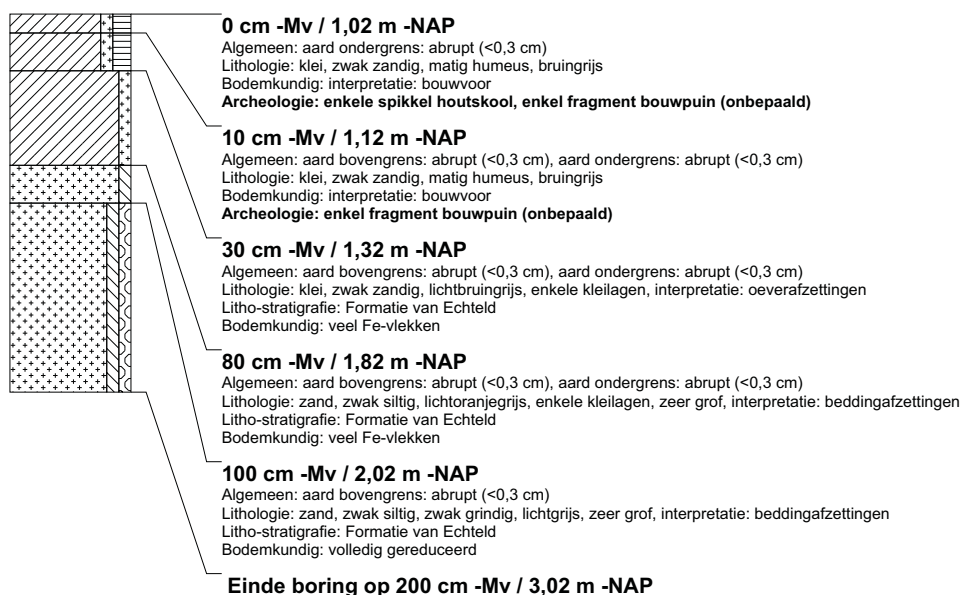 0 cm -Mv / 1,02 m -NAP
Algemeen: aard ondergrens: abrupt (<0,3 cm)
Lithologie: klei, zwak zandig, matig humeus, bruingrijs
Bodemkundig: interpretatie: bouwvoor
Archeologie: enkele spikkel houtskool, enkel fragment bouwpuin (onbepaald)
10 cm -Mv / 1,12 m -NAP
Algemeen: aard bovengrens: abrupt (<0,3 cm), aard ondergrens: abrupt (<0,3 cm)
Lithologie: klei, zwak zandig, matig humeus, bruingrijs
Bodemkundig: interpretatie: bouwvoor
Archeologie: enkel fragment bouwpuin (onbepaald)
30 cm -Mv / 1,32 m -NAP
Algemeen: aard bovengrens: abrupt (<0,3 cm), aard ondergrens: abrupt (<0,3 cm)
Lithologie: klei, zwak zandig, lichtbruingrijs, enkele kleilagen, interpretatie: oeverafzettingen
Litho-stratigrafie: Formatie van Echteld
Bodemkundig: veel Fe-vlekken
80 cm -Mv / 1,82 m -NAP
Algemeen: aard bovengrens: abrupt (<0,3 cm), aard ondergrens: abrupt (<0,3 cm)
Lithologie: zand, zwak siltig, lichtoranjegrijs, enkele kleilagen, zeer grof, interpretatie: beddingafzettingen
Litho-stratigrafie: Formatie van Echteld
Bodemkundig: veel Fe-vlekken
100 cm -Mv / 2,02 m -NAP
Algemeen: aard bovengrens: abrupt (<0,3 cm)
Lithologie: zand, zwak siltig, zwak grindig, lichtgrijs, zeer grof, interpretatie: beddingafzettingen
Litho-stratigrafie: Formatie van Echteld
Bodemkundig: volledig gereduceerd
Einde boring op 200 cm -Mv / 3,02 m -NAP